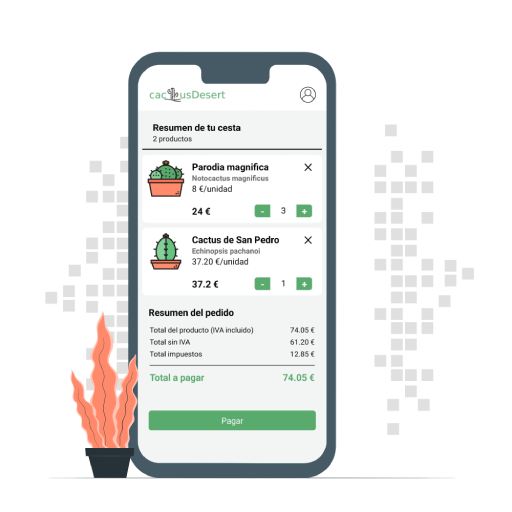 cactusDesert
Resumen de tu cesta
2 productos
Parodia magnifica
Notocactus magnificus
8 €/unidad
24 €
- 3 +
Cactus de San Pedro
Echinopsis pachanoi
37.20 €/unidad
37.2 €
- 1 +
Resumen del pedido
Total del producto (IVA incluido) 74.05 €
Total sin IVA 61.20 €
Total impuestos 12.85 €
Total a pagar 74.05 €
Pagar